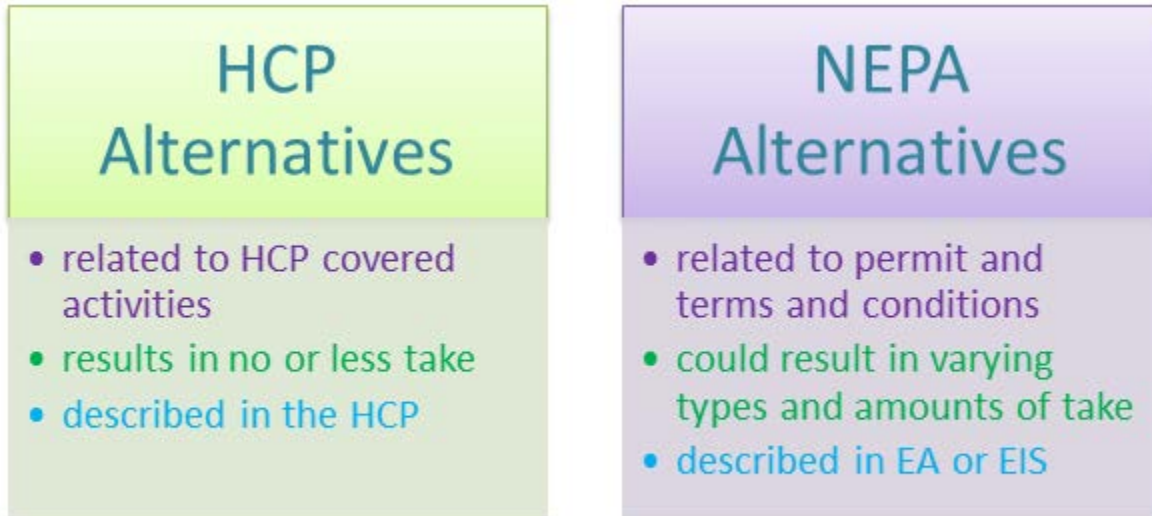 HCP
Alternatives
• related to HCP covered
activities
• results in no or less take
• described in the HCP
NEPA
Alternatives
• related to permit and
terms and conditions
• could result in varying
types and amounts of take
• described in EA or EIS